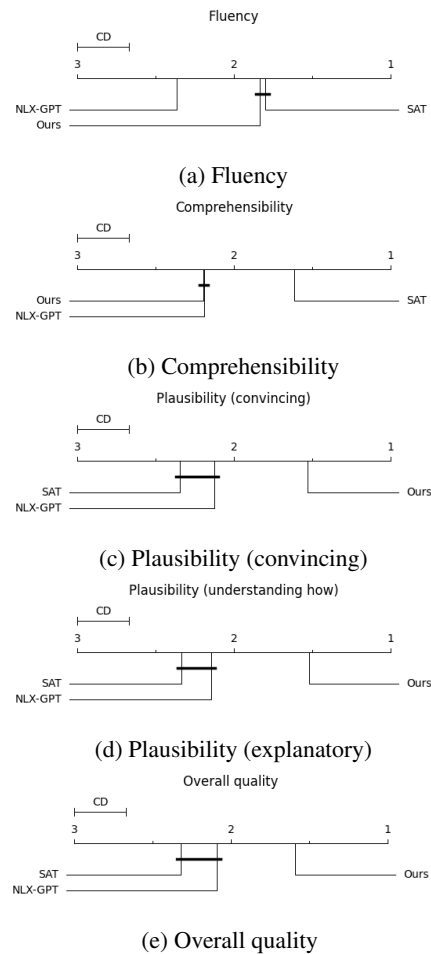 Fluency
CD
3 2 1
NLX-GPT SAT
Ours
(a) Fluency
Comprehensibility
CD
3 2 1
Ours SAT
NLX-GPT
(b) Comprehensibility
Plausibility (convincing)
CD
3 2 1
SAT Ours
NLX-GPT
(c) Plausibility (convincing)
Plausibility (understanding how)
CD
3 2 1
SAT Ours
NLX-GPT
(d) Plausibility (explanatory)
Overall quality
CD
3 2 1
SAT Ours
NLX-GPT
(e) Overall quality